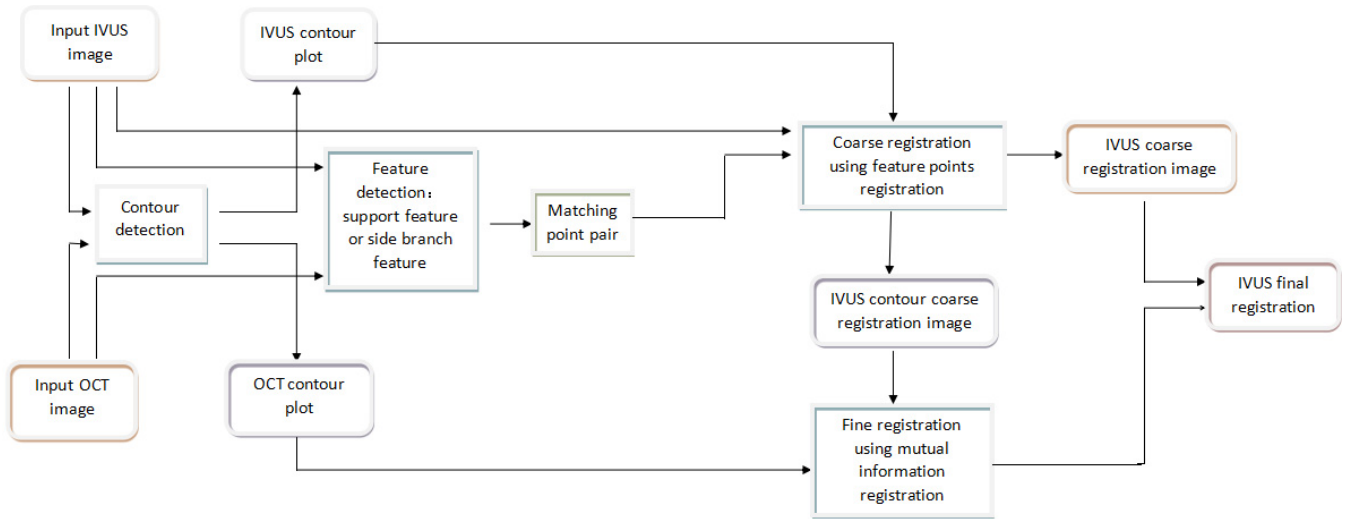 Input IVUS
image
IVUS contour
plot
Feature
detection：
support feature
or side branch
feature
Coarse registration
using feature points
registration
IVUS coarse
registration image
Contour
detection
Matching
point pair
IVUS contour coarse
registration image
IVUS final
registration
Input OCT
image
OCT contour
plot
Fine registration
using mutual
information
registration